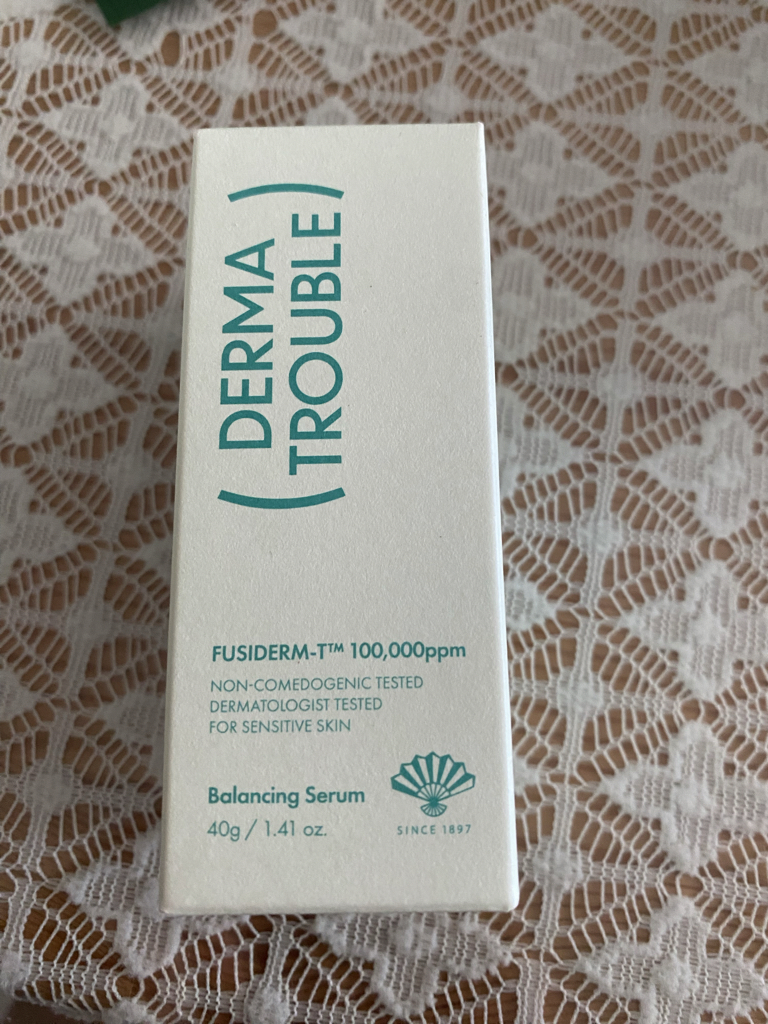 ( DERMA
TROUBLE )
FUSIDERM-T™ 100,000ppm
NON-COMEDOGENIC TESTED
DERMATOLOGIST TESTED
FOR SENSITIVE SKIN
Balancing Serum
40g / 1.41 oz.
SINCE 1897